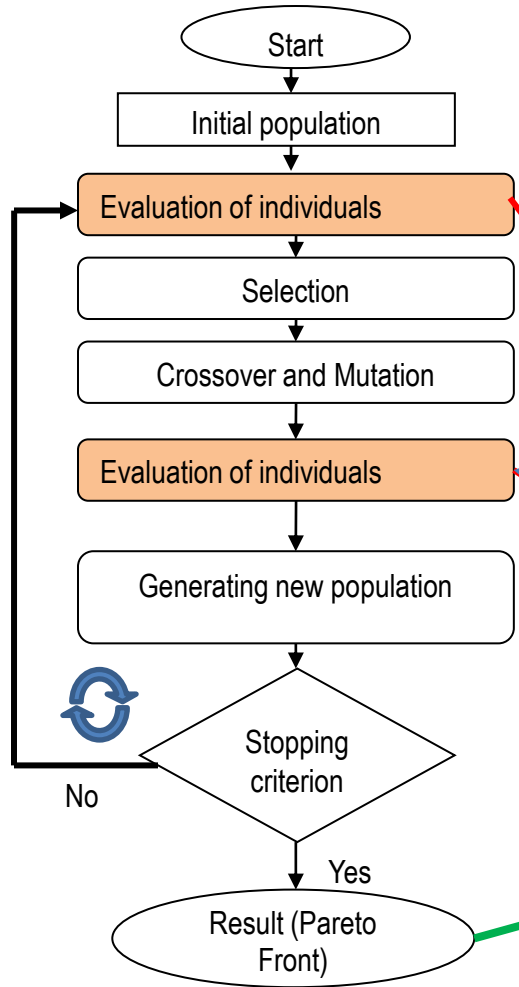 Start
Initial population
Evaluation of individuals
Selection
Crossover and Mutation
Evaluation of individuals
Generating new population
Stopping
criterion
No
Yes
Result (Pareto
Front)